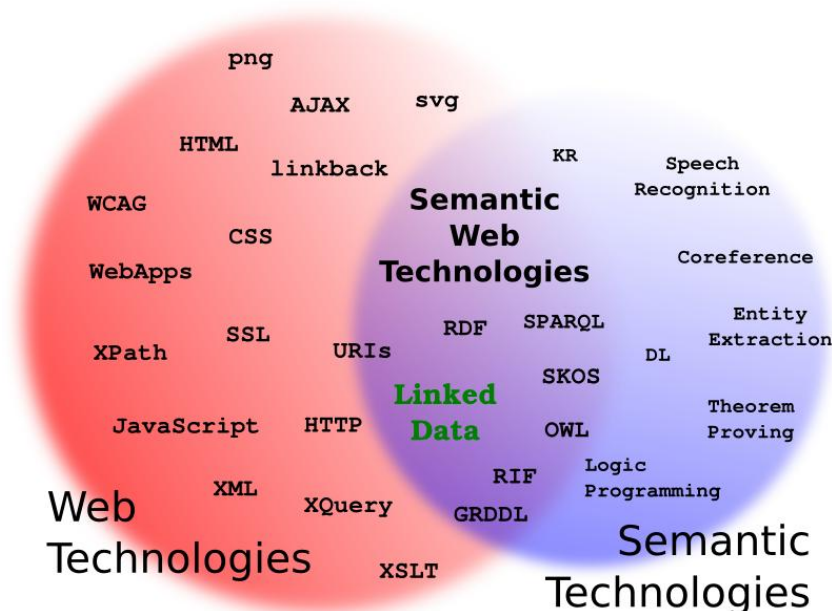 png
AJAX
svg
HTML
linkback
KR
Speech
Recognition
WCAG
Semantic
Web
Technologies
CSS
WebApps
Coreference
XPath
SSL
URIs
RDF
SPARQL
DL
Entity
Extraction
SKOS
Linked
Data
JavaScript
HTTP
OWL
Theorem
Proving
XML
XQuery
RIF
Logic
Programming
GRDDL
Web
Technologies
XSLT
Semantic
Technologies